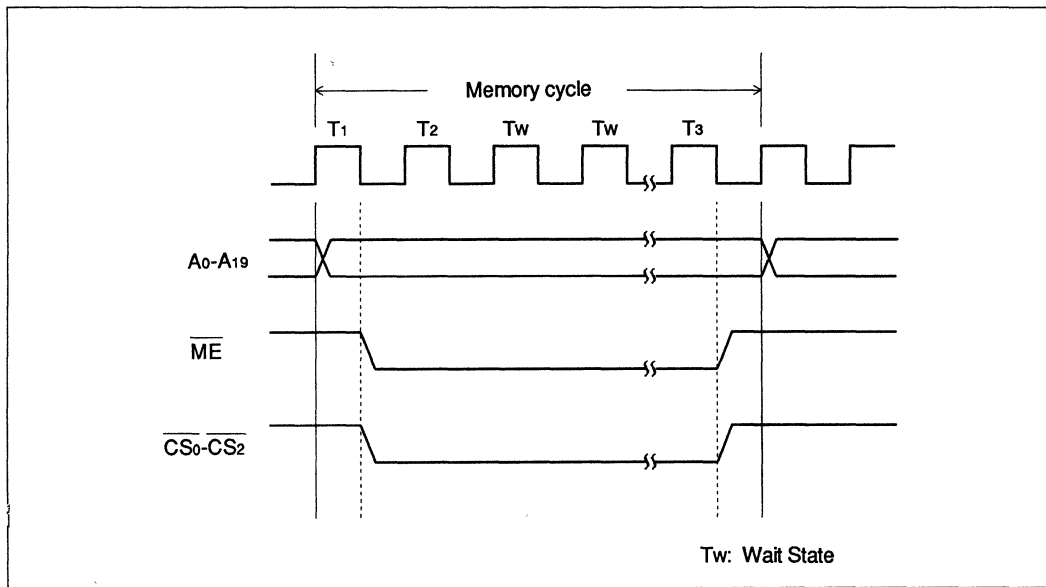 Memory cycle
T1 T2 Tw Tw T3
A0-A19
ME
CS0-CS2
Tw: Wait State